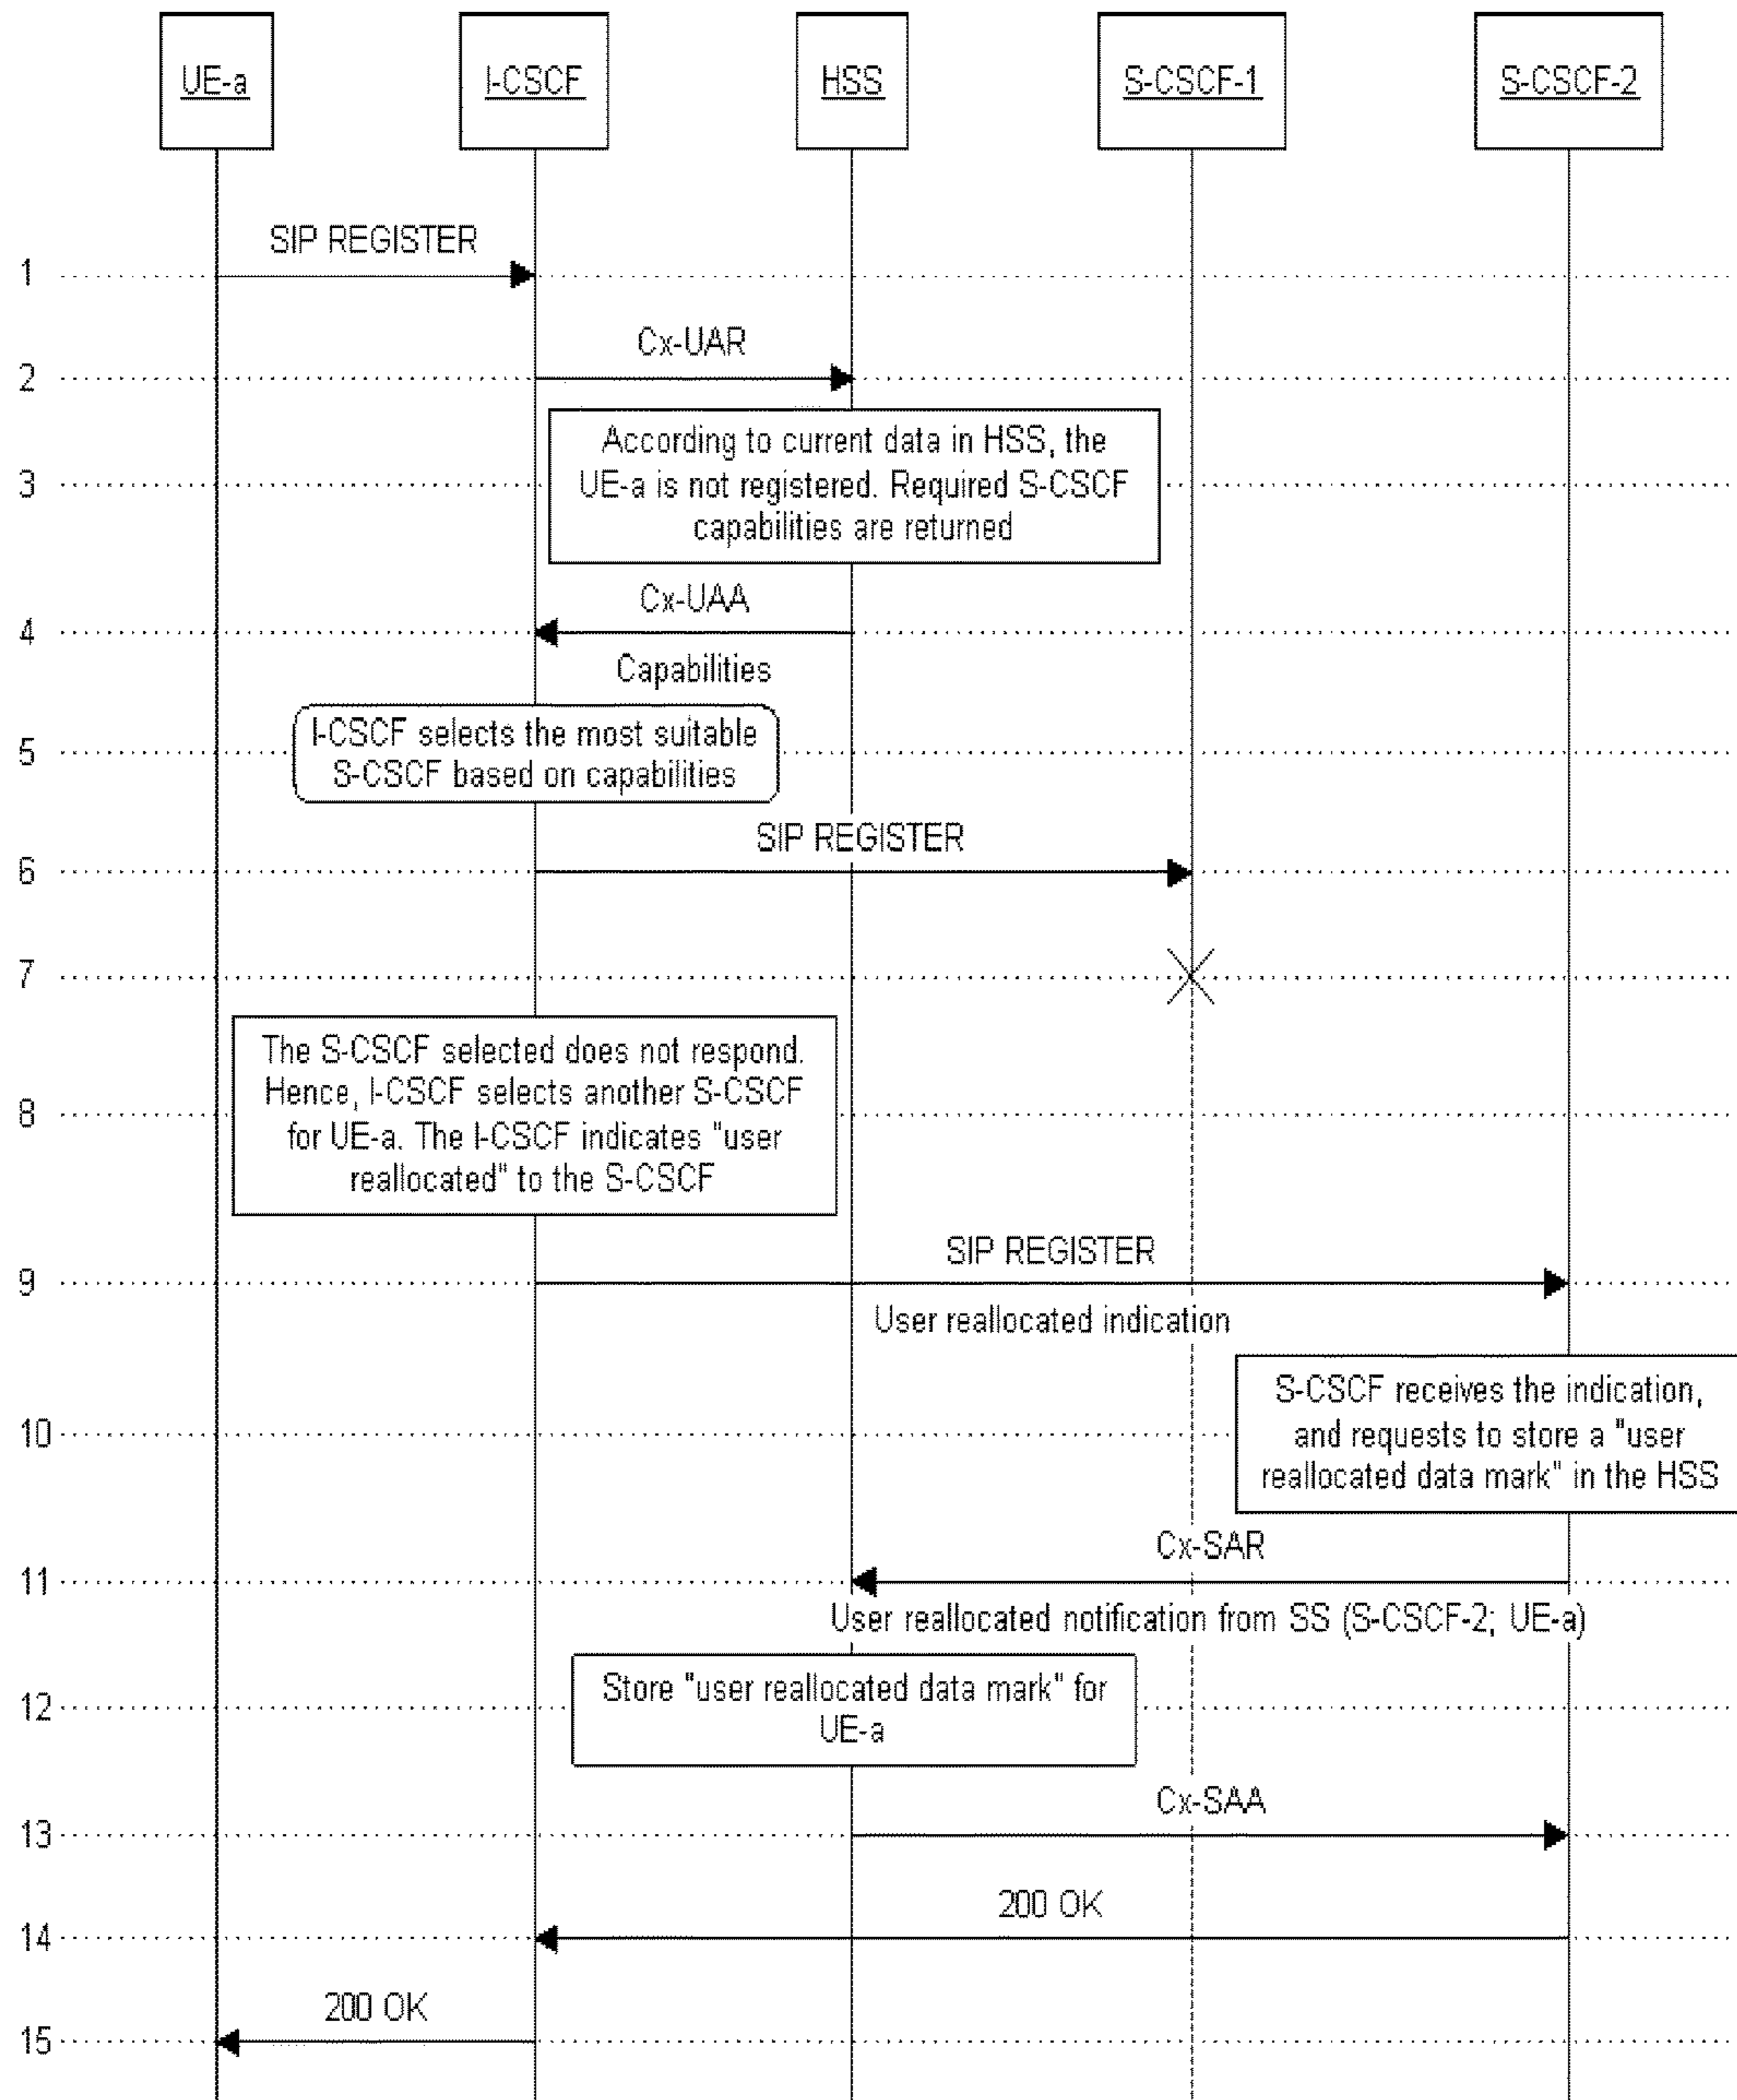 UE-a
I-CSCF
HSS
S-CSCF-1
S-CSCF-2
SIP REGISTER
1
Cx-UAR
2
According to current data in HSS, the
UE-a is not registered. Required S-CSCF
capabilities are returned
3
Cx-UAA
4
Capabilities
I-CSCF selects the most suitable
S-CSCF based on capabilities
5
SIP REGISTER
6
7
The S-CSCF selected does not respond.
Hence, I-CSCF selects another S-CSCF
for UE-a. The I-CSCF indicates "user
reallocated" to the S-CSCF
8
SIP REGISTER
9
User reallocated indication
S-CSCF receives the indication,
and requests to store a "user
reallocated data mark" in the HSS
10
Cx-SAR
11
User reallocated notification from SS (S-CSCF-2; UE-a)
Store "user reallocated data mark" for
UE-a
12
Cx-SAA
13
200 OK
14
200 OK
15